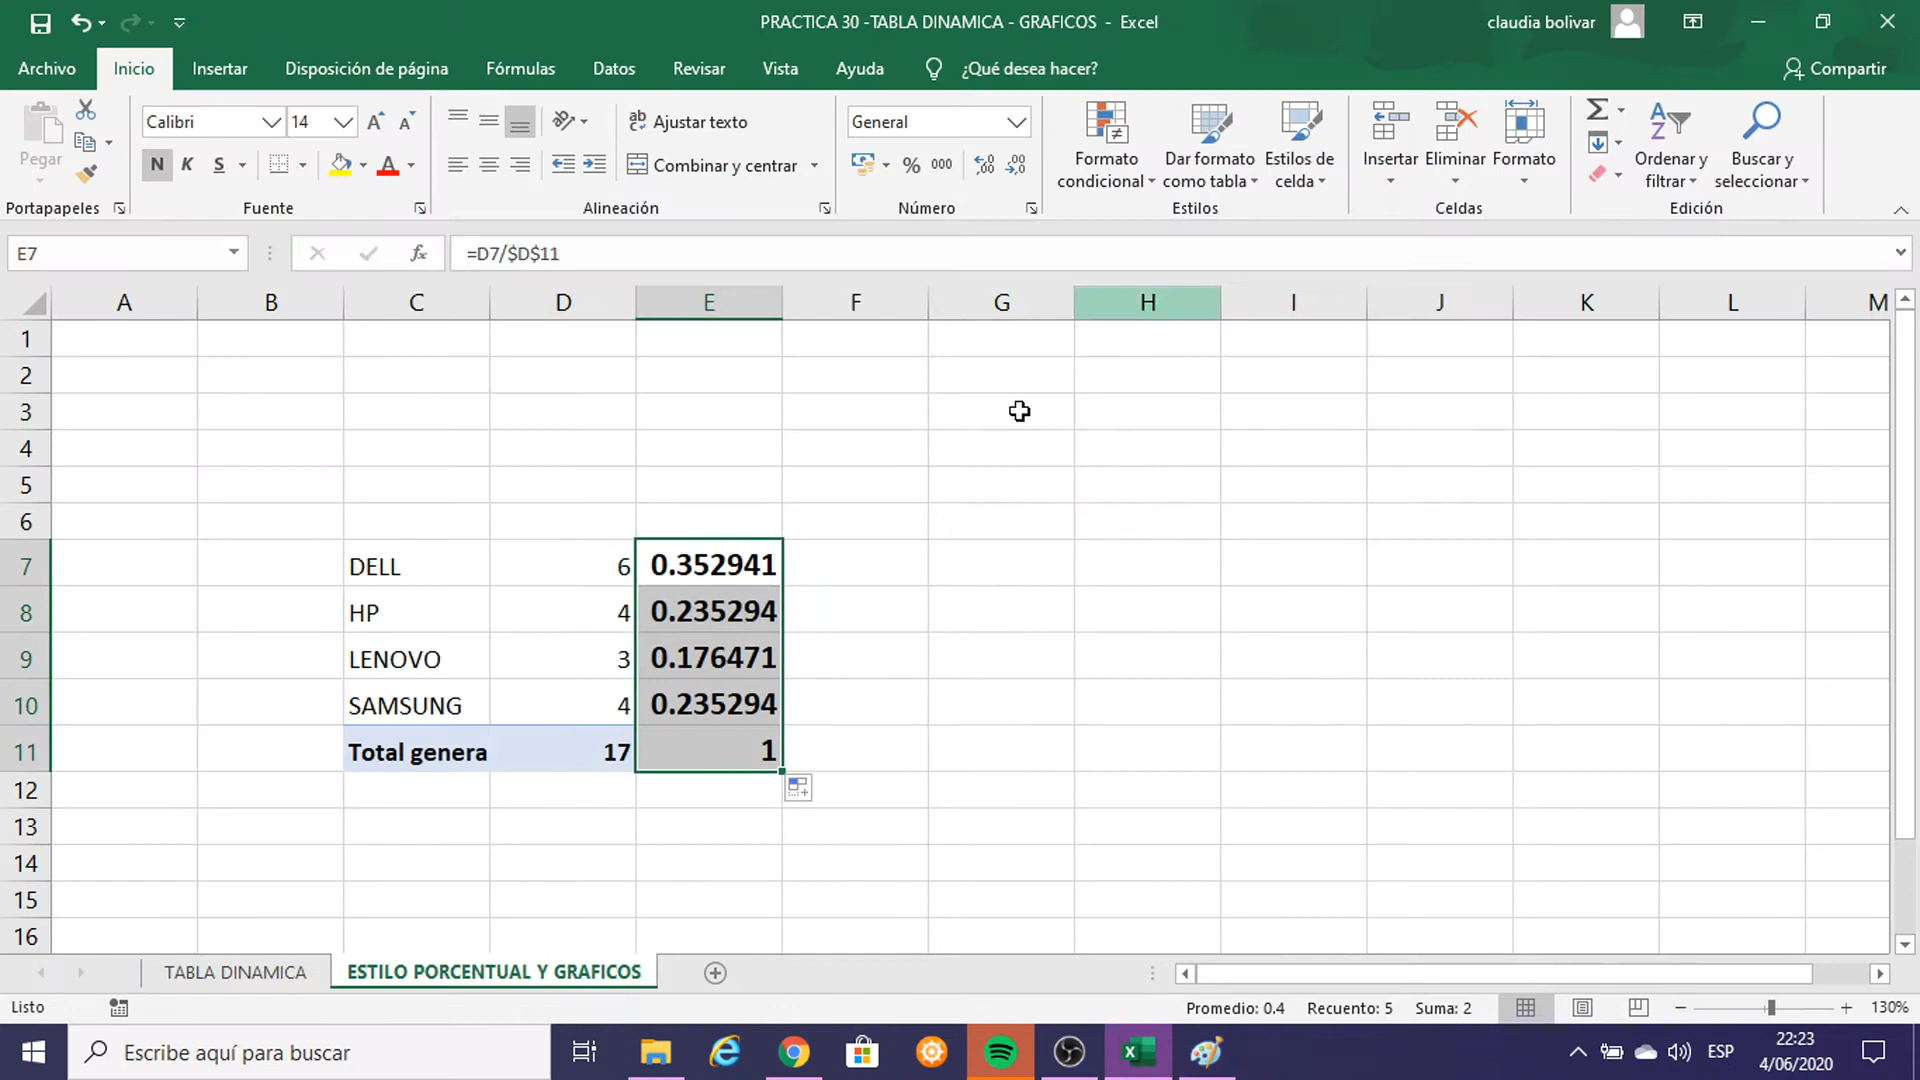 PRACTICA 30 -TABLA DINAMICA - GRAFICOS - Excel
claudia bolivar
Archivo Inicio Insertar Disposición de página Fórmulas Datos Revisar Vista Ayuda ¿Qué desea hacer? Compartir
Pegar
Portapapeles
Calibri 14
N K S
Fuente
Ajustar texto
Combinar y centrar
Alineación
General
% 000
Número
Formato condicional
Dar formato como tabla
Estilos de celda
Estilos
Insertar Eliminar Formato
Celdas
Ordenar y filtrar
Buscar y seleccionar
Edición
E7 fx =D7/$D$11
A B C D E F G H I J K L M
1
2
3
4
5
6
7 DELL 6 0.352941
8 HP 4 0.235294
9 LENOVO 3 0.176471
10 SAMSUNG 4 0.235294
11 Total genera 17 1
12
13
14
15
16
TABLA DINAMICA ESTILO PORCENTUAL Y GRAFICOS
Listo Promedio: 0.4 Recuento: 5 Suma: 2 130%
Escribe aquí para buscar ESP 22:23
4/06/2020